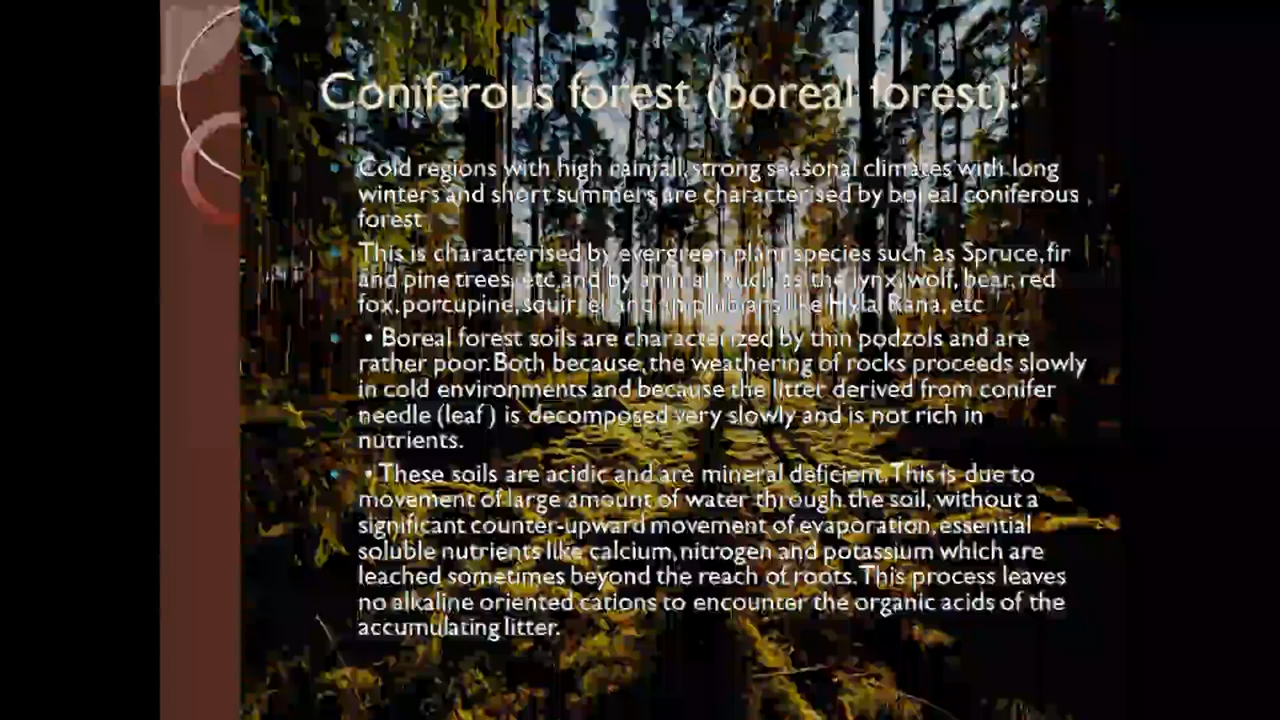 Coniferous forest (boreal forest):
Cold regions with high rainfall, strong seasonal climates with long
winters and short summers are characterised by boreal coniferous
forest
This is characterised by evergreen plant species such as Spruce, fir
and pine trees, etc, and by animals such as the lynx, wolf, bear, red
fox, porcupine, squirrel and amphibians like Hyla, Rana, etc
• Boreal forest soils are characterized by thin podzols and are
rather poor. Both because, the weathering of rocks proceeds slowly
in cold environments and because the litter derived from conifer
needle (leaf ) is decomposed very slowly and is not rich in
nutrients.
• These soils are acidic and are mineral deficient. This is due to
movement of large amount of water through the soil, without a
significant counter-upward movement of evaporation, essential
soluble nutrients like calcium, nitrogen and potassium which are
leached sometimes beyond the reach of roots. This process leaves
no alkaline oriented cations to encounter the organic acids of the
accumulating litter.